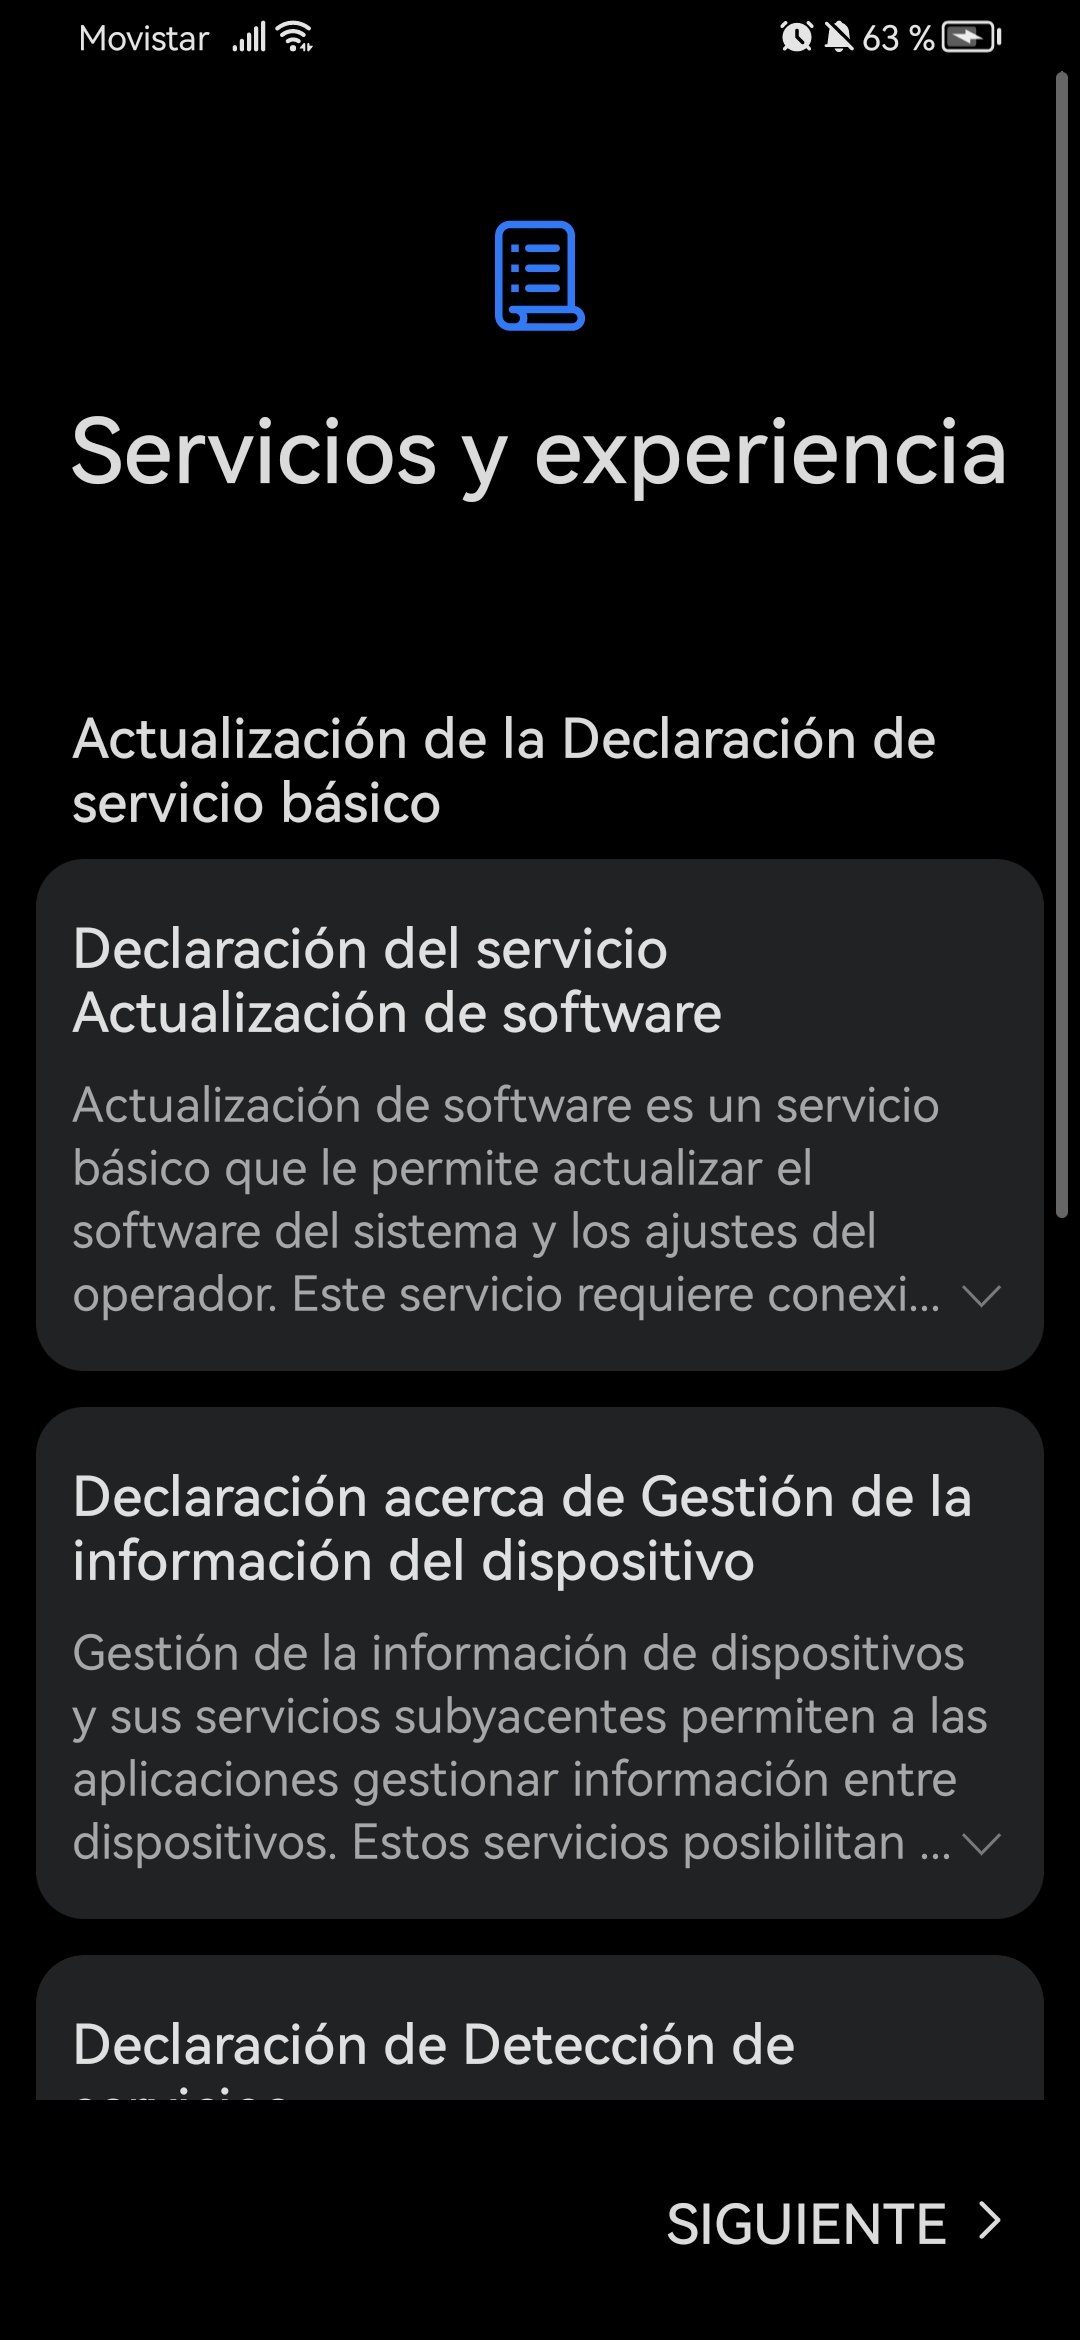 Movistar 63 %
Servicios y experiencia
Actualización de la Declaración de
servicio básico
Declaración del servicio
Actualización de software
Actualización de software es un servicio
básico que le permite actualizar el
software del sistema y los ajustes del
operador. Este servicio requiere conexi...
Declaración acerca de Gestión de la
información del dispositivo
Gestión de la información de dispositivos
y sus servicios subyacentes permiten a las
aplicaciones gestionar información entre
dispositivos. Estos servicios posibilitan ...
Declaración de Detección de
SIGUIENTE